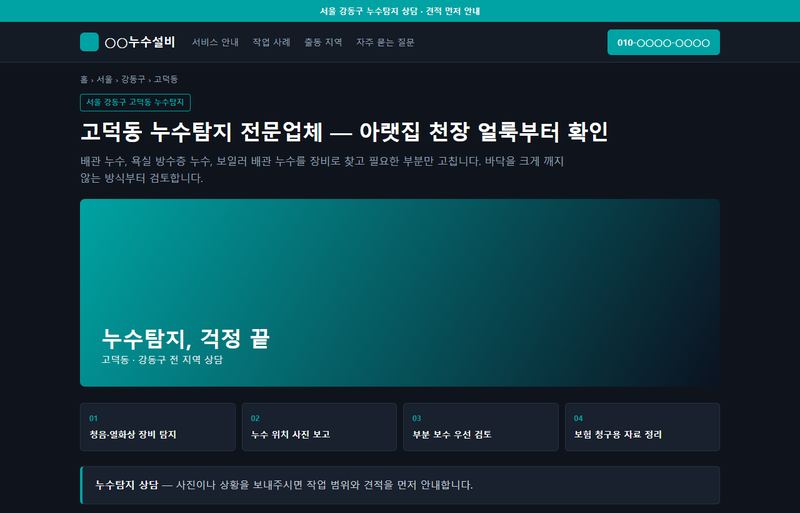 서울 강동구 누수탐지 상담 · 견적 먼저 안내
○○누수설비 서비스 안내 작업 사례 출동 지역 자주 묻는 질문 010-○○○○-○○○○
홈 › 서울 › 강동구 › 고덕동
서울 강동구 고덕동 누수탐지
고덕동 누수탐지 전문업체 — 아랫집 천장 얼룩부터 확인
배관 누수, 욕실 방수층 누수, 보일러 배관 누수를 장비로 찾고 필요한 부분만 고칩니다. 바닥을 크게 깨지
않는 방식부터 검토합니다.
누수탐지, 걱정 끝
고덕동 · 강동구 전 지역 상담
01
청음·열화상 장비 탐지
02
누수 위치 사진 보고
03
부분 보수 우선 검토
04
보험 청구용 자료 정리
누수탐지 상담 — 사진이나 상황을 보내주시면 작업 범위와 견적을 먼저 안내합니다.